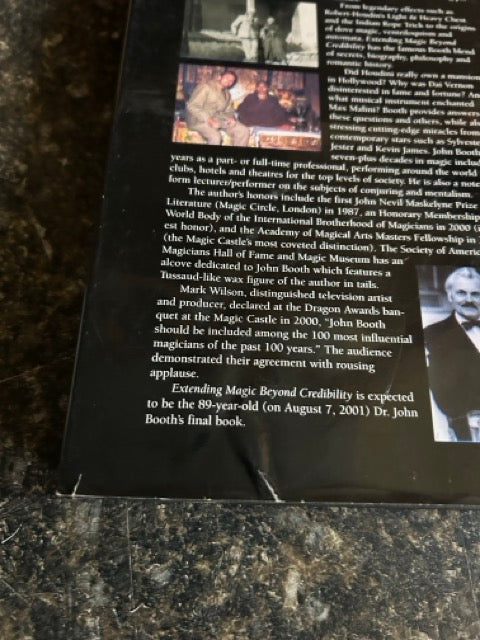 From legendary effects such as
Robert-Houdin's Light & Heavy Chest
and the Indian Rope Trick to the origins
of dove magic, ventriloquism and
automata, Extending Magic Beyond
Credibility has the famous Booth blend
of secrets, biography, philosophy and
romantic history.
Did Houdini really own a mansion
in Hollywood? Why was Dai Vernon
disinterested in fame and fortune? An
what musical instrument enchanted
Max Malini? Booth provides answers
these questions and others, while al
stressing cutting-edge miracles from
contemporary stars such as Sylveste
Jester and Kevin James. John Booth
seven-plus decades in magic includ
years as a part- or full-time professional, performing around the world
clubs, hotels and theatres for the top levels of society. He is also a note
form lecturer/performer on the subjects of conjuring and mentalism.
The author's honors include the first John Nevil Maskelyne Prize
Literature (Magic Circle, London) in 1987, an Honorary Membership
World Body of the International Brotherhood of Magicians in 2000 (i
est honor), and the Academy of Magical Arts Masters Fellowship in
(the Magic Castle's most coveted distinction). The Society of Americ
Magicians Hall of Fame and Magic Museum has an
alcove dedicated to John Booth which features a
Tussaud-like wax figure of the author in tails.
Mark Wilson, distinguished television artist
and producer, declared at the Dragon Awards ban-
quet at the Magic Castle in 2000, "John Booth
should be included among the 100 most influential
magicians of the past 100 years." The audience
demonstrated their agreement with rousing
applause.
Extending Magic Beyond Credibility is expected
to be the 89-year-old (on August 7, 2001) Dr. John
Booth's final book.